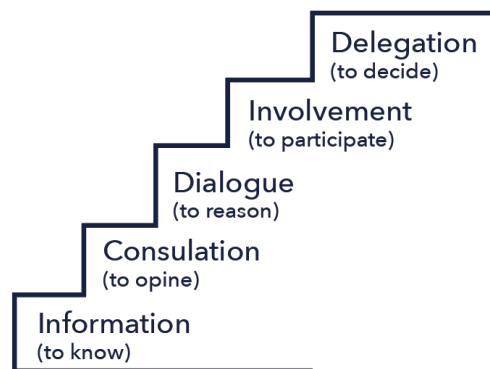 Delegation
(to decide)
Involvement
(to participate)
Dialogue
(to reason)
Consulation
(to opine)
Information
(to know)